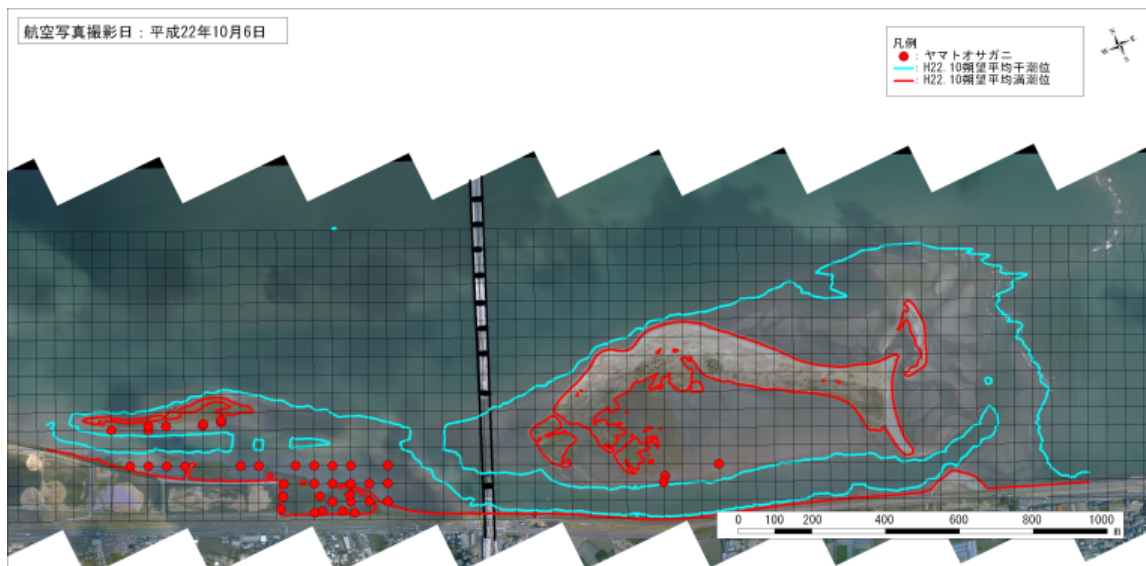 航空写真撮影日：平成22年10月6日
凡例
：ヤマトオサガニ
：H22.10朔望平均干潮位
：H22.10朔望平均満潮位
N
W E
S
0 100 200 400 600 800 1000
m